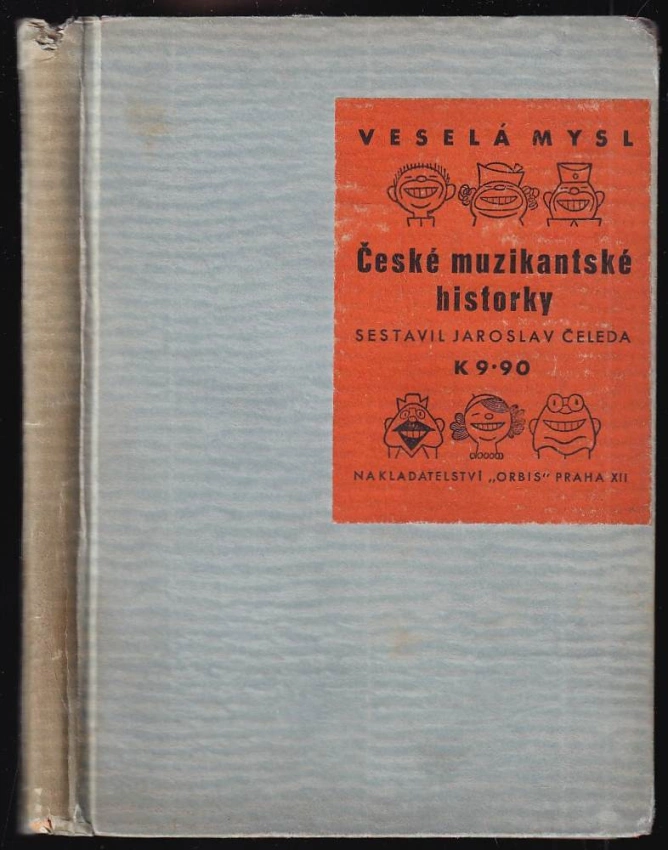 VESELÁ MYSL
České muzikantské
historky
SESTAVIL JAROSLAV ČELEDA
K 9·90
NAKLADATELSTVÍ „ORBIS" PRAHA XII